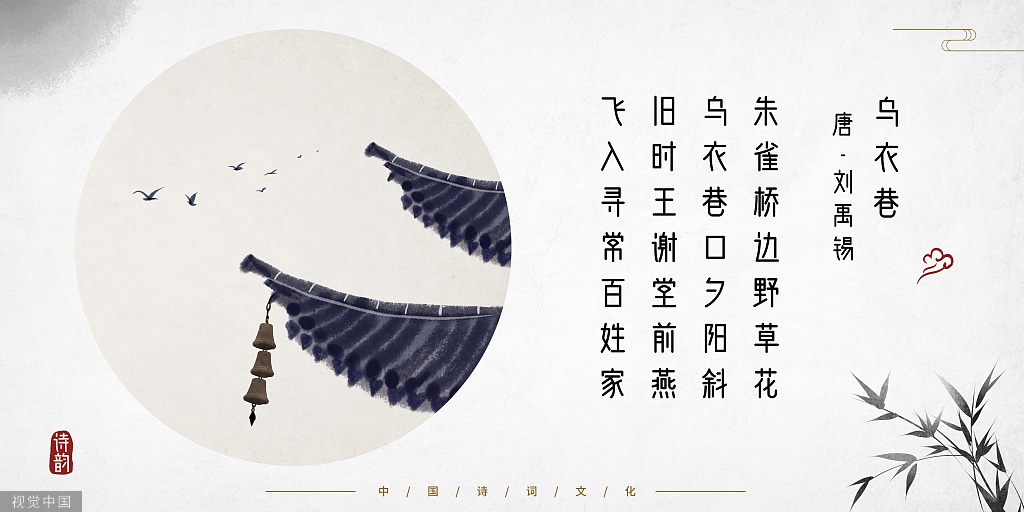 乌衣巷
唐-刘禹锡
朱雀桥边野草花
乌衣巷口夕阳斜
旧时王谢堂前燕
飞入寻常百姓家
诗韵
中/国/诗/词/文/化
视觉中国